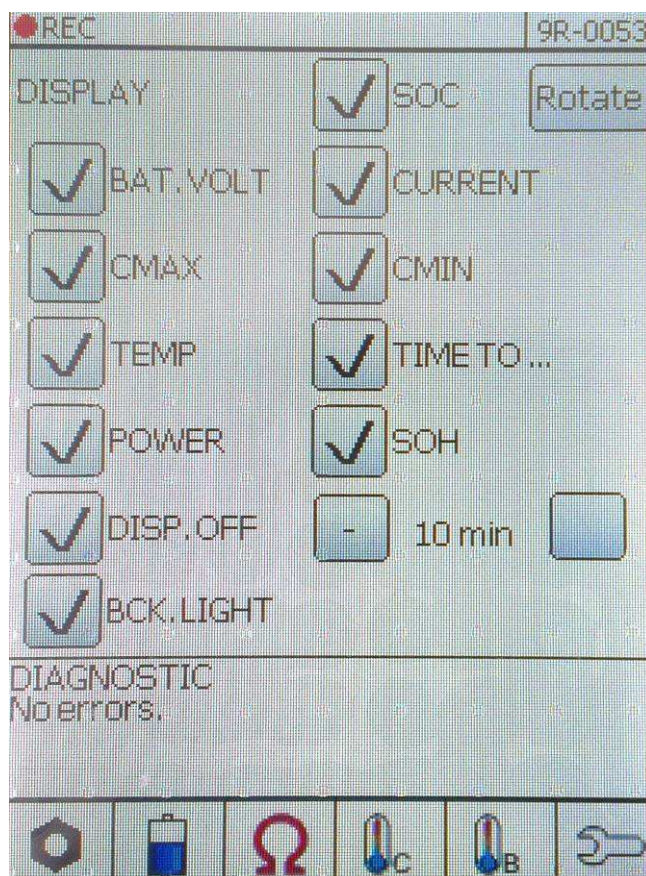 REC 9R-0053
DISPLAY SOC Rotate
BAT.VOLT CURRENT
CMAX CMIN
TEMP TIME TO ...
POWER SOH
DISP.OFF - 10 min
BCK.LIGHT
DIAGNOSTIC
No errors.
Ω C B